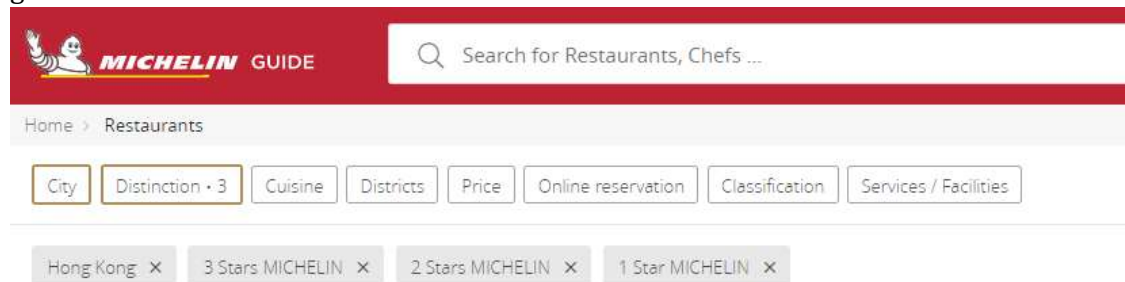 MICHELIN GUIDE Search for Restaurants, Chefs ...
Home > Restaurants
City Distinction • 3 Cuisine Districts Price Online reservation Classification Services / Facilities
Hong Kong × 3 Stars MICHELIN × 2 Stars MICHELIN × 1 Star MICHELIN ×